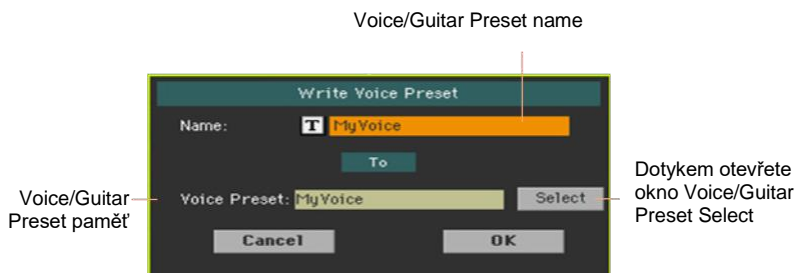 Voice/Guitar Preset name
Write Voice Preset
Name: T MyVoice
To
Voice/Guitar
Preset paměť
Voice Preset: MyVoice Select
Dotykem otevřete
okno Voice/Guitar
Preset Select
Cancel OK